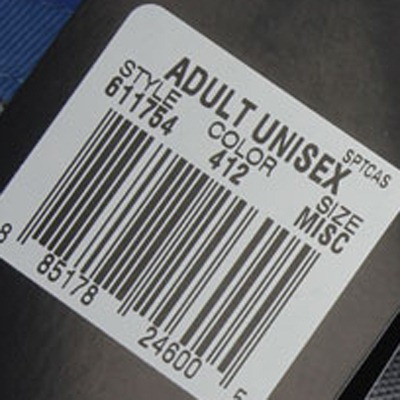 ADULT UNISEX SPTCAS
STYLE COLOR SIZE
611754 412 MISC
8 85178 24600 5